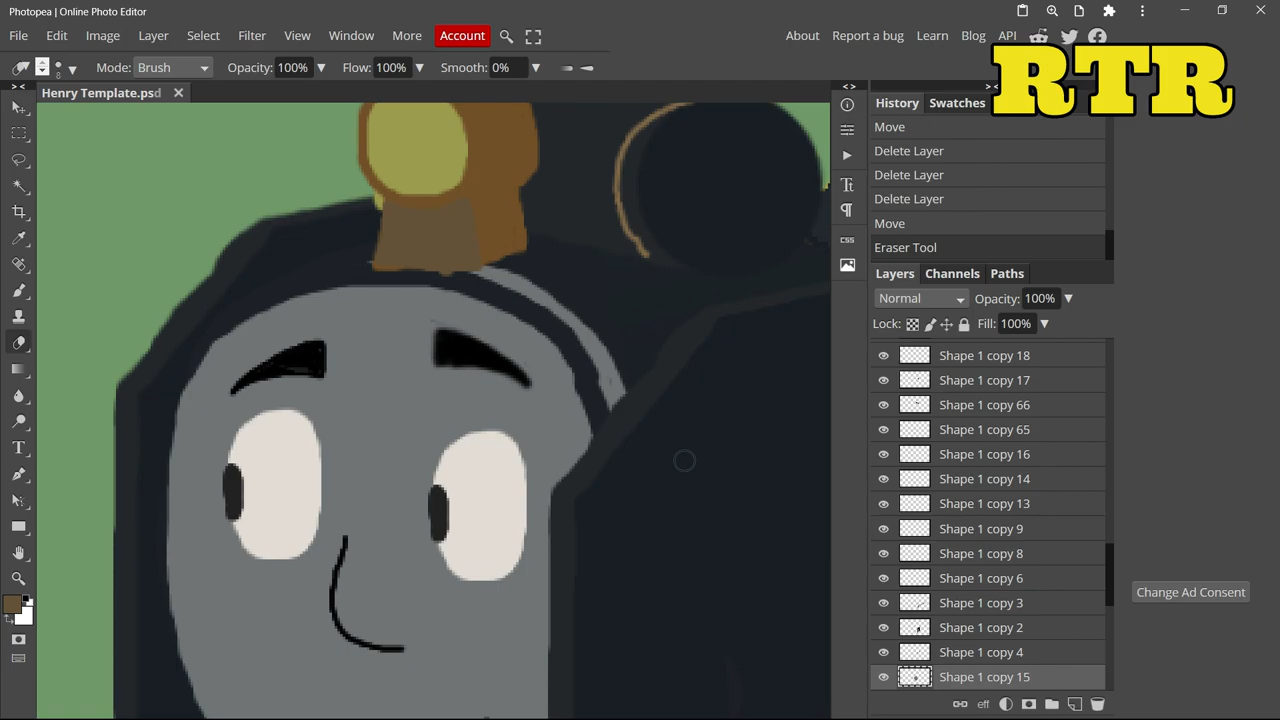 Photopea | Online Photo Editor
File Edit Image Layer Select Filter View Window More Account About Report a bug Learn Blog API
RTR
8 Mode: Brush Opacity: 100% Flow: 100% Smooth: 0%
Henry Template.psd
History Swatches
Move
Delete Layer
Delete Layer
Delete Layer
Move
Eraser Tool
CSS
Layers Channels Paths
Normal Opacity: 100%
Lock: Fill: 100%
Shape 1 copy 18
Shape 1 copy 17
Shape 1 copy 66
Shape 1 copy 65
Shape 1 copy 16
Shape 1 copy 14
Shape 1 copy 13
Shape 1 copy 9
Shape 1 copy 8
Shape 1 copy 6
Shape 1 copy 3
Shape 1 copy 2
Shape 1 copy 4
Shape 1 copy 15
eff
Change Ad Consent